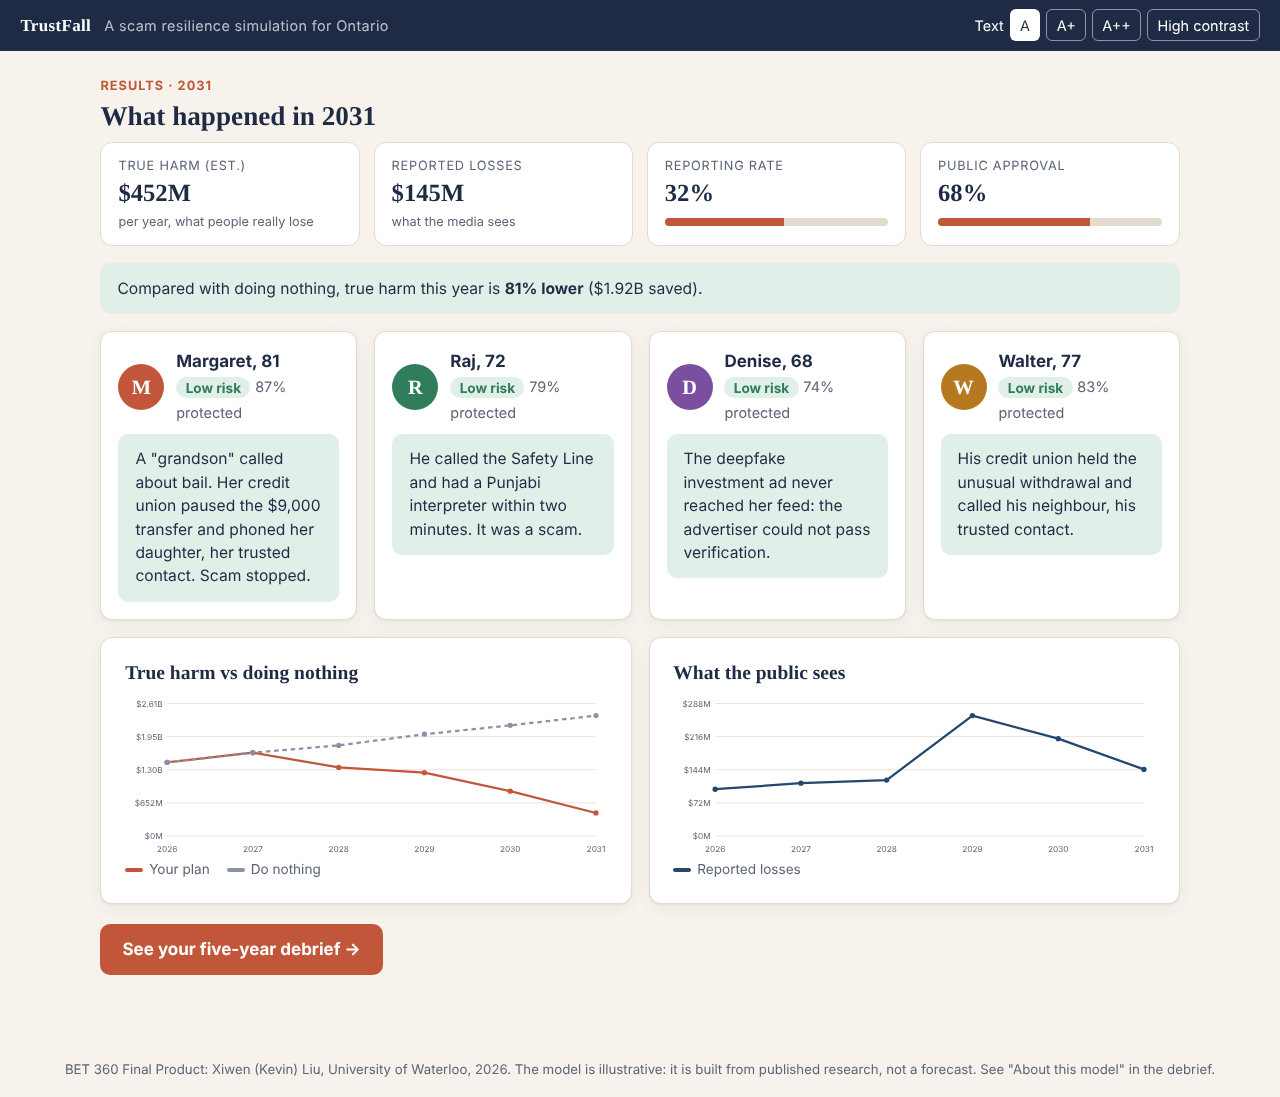 TrustFall A scam resilience simulation for Ontario Text A A+ A++ High contrast
RESULTS · 2031
What happened in 2031
TRUE HARM (EST.)
$452M
per year, what people really lose
REPORTED LOSSES
$145M
what the media sees
REPORTING RATE
32%
PUBLIC APPROVAL
68%
Compared with doing nothing, true harm this year is 81% lower ($1.92B saved).
M
Margaret, 81
Low risk 87%
protected
A "grandson" called
about bail. Her credit
union paused the $9,000
transfer and phoned her
daughter, her trusted
contact. Scam stopped.
R
Raj, 72
Low risk 79%
protected
He called the Safety Line
and had a Punjabi
interpreter within two
minutes. It was a scam.
D
Denise, 68
Low risk 74%
protected
The deepfake
investment ad never
reached her feed: the
advertiser could not pass
verification.
W
Walter, 77
Low risk 83%
protected
His credit union held the
unusual withdrawal and
called his neighbour, his
trusted contact.
True harm vs doing nothing
$2.61B
$1.95B
$1.30B
$652M
$0M
2026 2027 2028 2029 2030 2031
Your plan Do nothing
What the public sees
$288M
$216M
$144M
$72M
$0M
2026 2027 2028 2029 2030 2031
Reported losses
See your five-year debrief →
BET 360 Final Product: Xiwen (Kevin) Liu, University of Waterloo, 2026. The model is illustrative: it is built from published research, not a forecast. See "About this model" in the debrief.